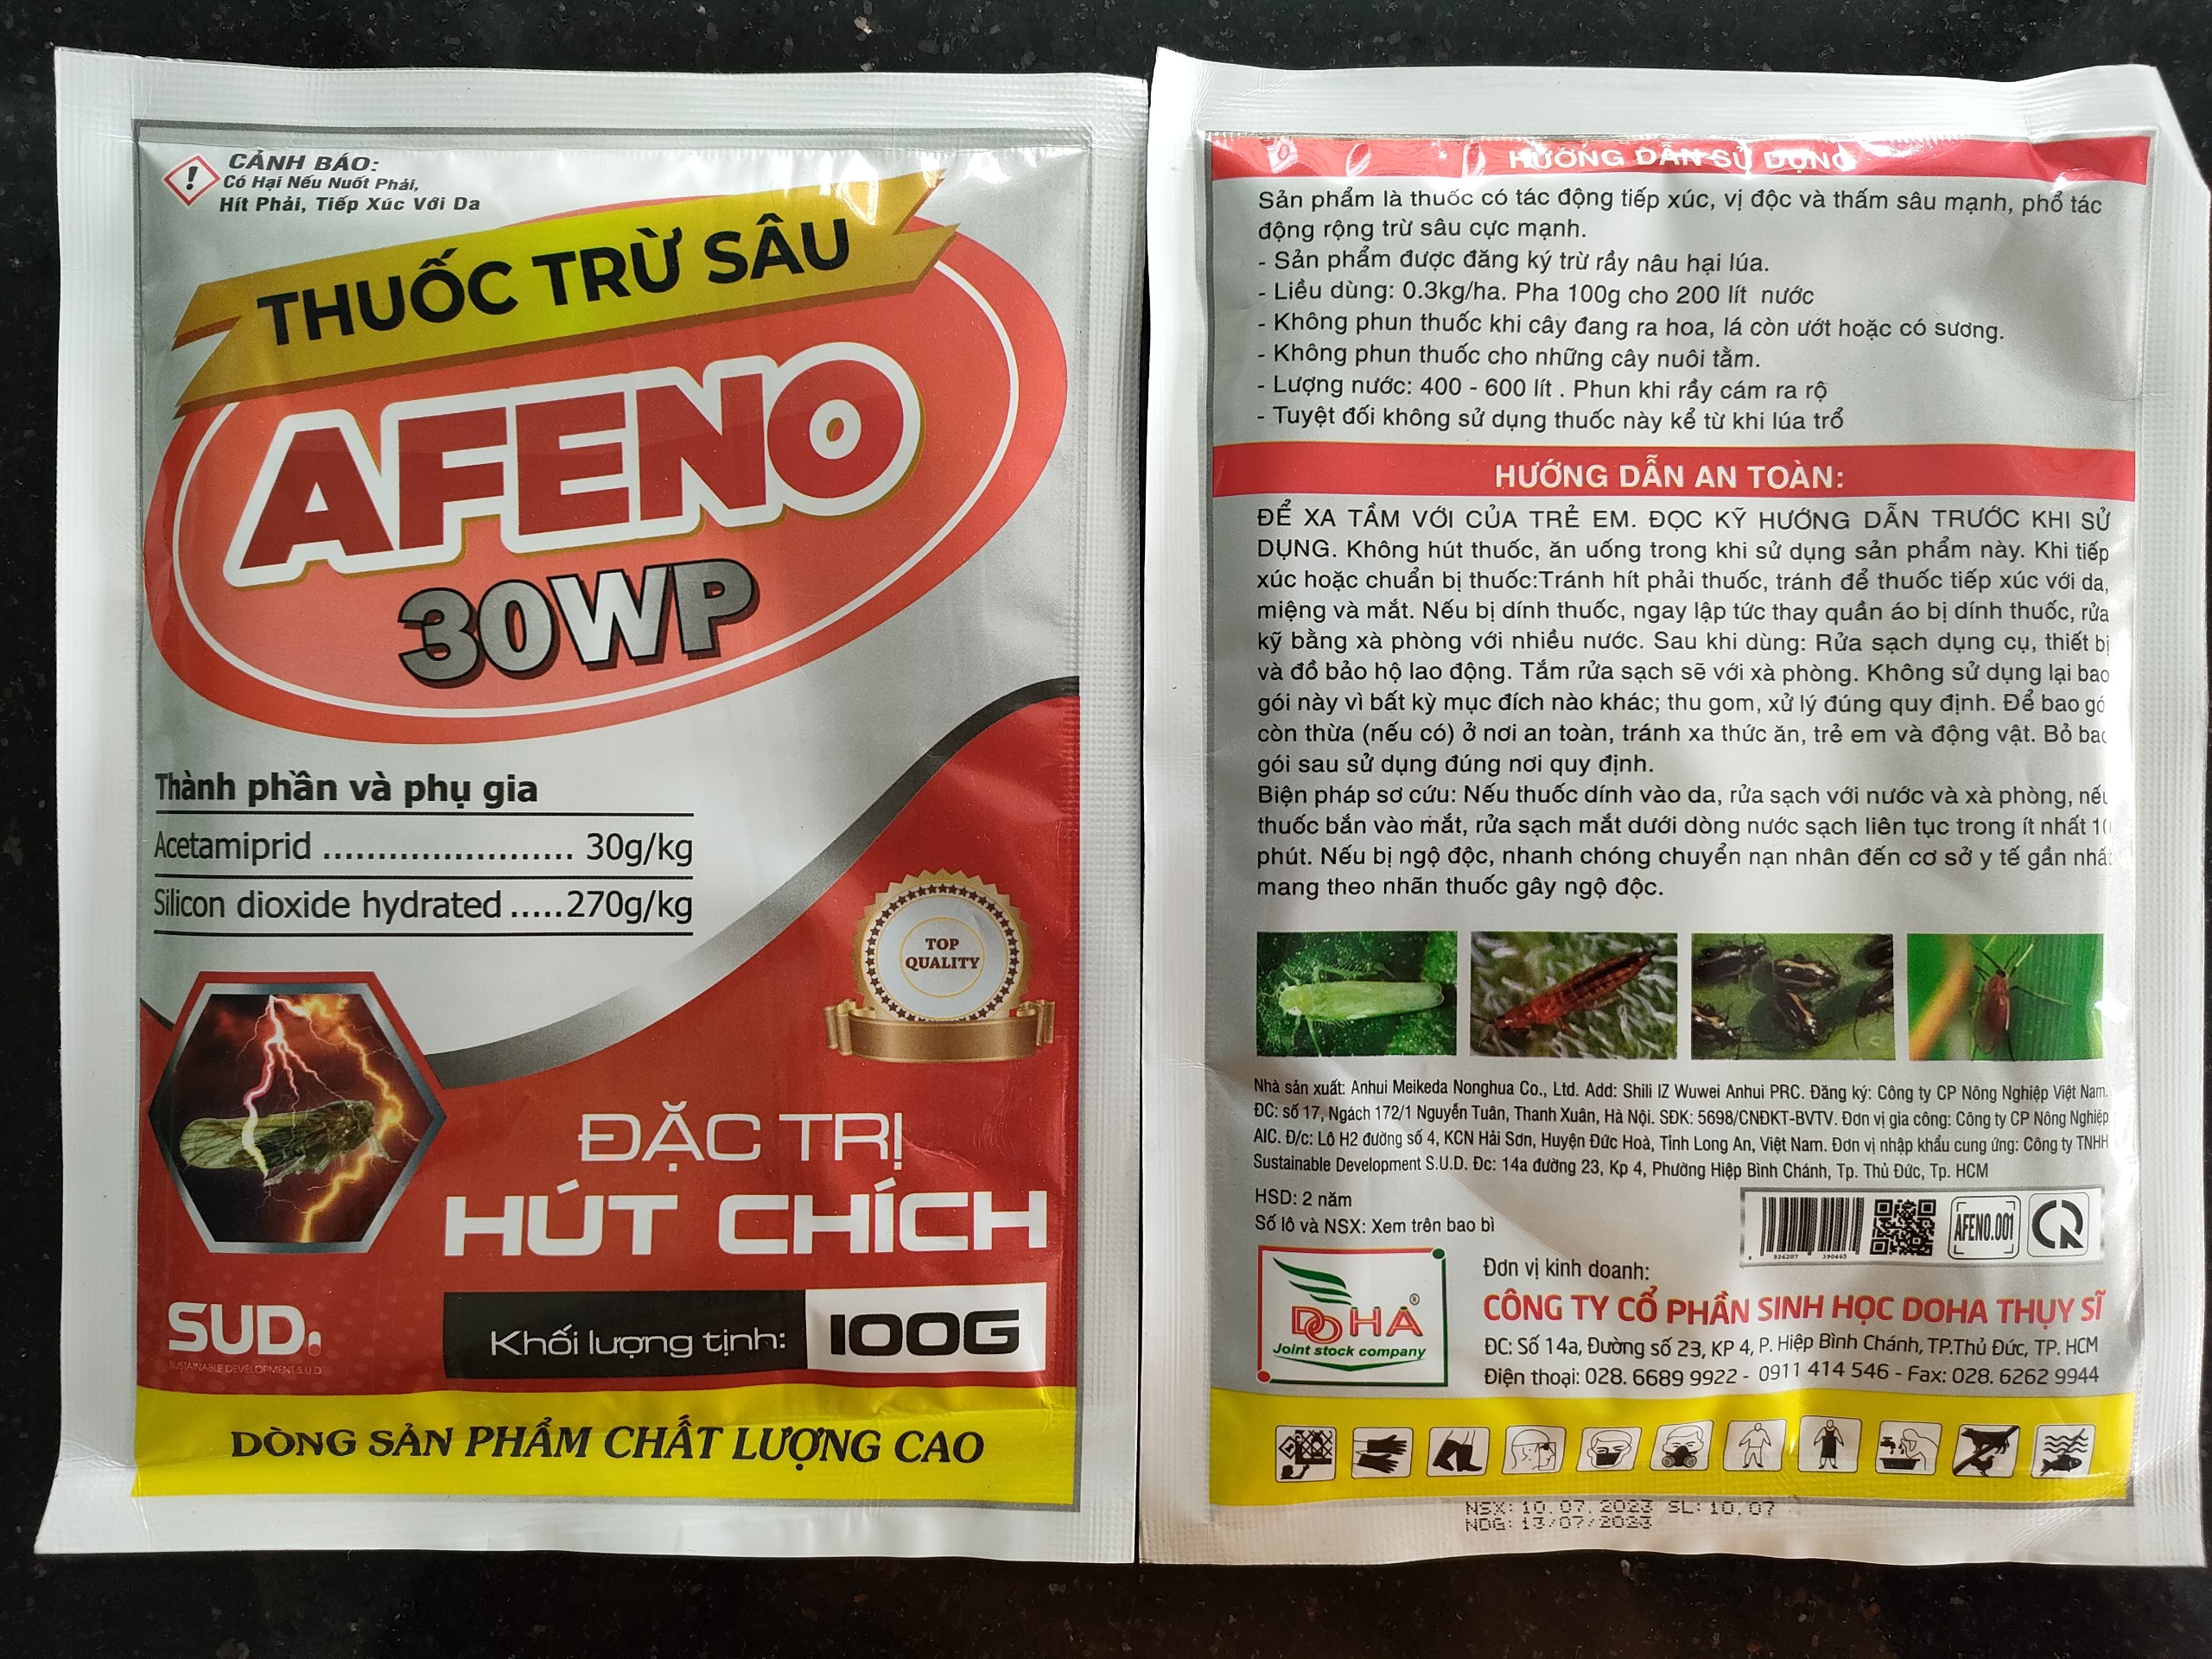 CẢNH BÁO:
Có Hại Nếu Nuốt Phải,
Hít Phải, Tiếp Xúc Với Da
THUỐC TRỪ SÂU
AFENO
30WP
Thành phần và phụ gia
Acetamiprid ....................... 30g/kg
Silicon dioxide hydrated .....270g/kg
TOP
QUALITY
ĐẶC TRỊ
HÚT CHÍCH
SUD.
SUSTAINABLE DEVELOPMENT S.U.D
Khối lượng tịnh: 100G
DÒNG SẢN PHẨM CHẤT LƯỢNG CAO
HƯỚNG DẪN SỬ DỤNG
Sản phẩm là thuốc có tác động tiếp xúc, vị độc và thấm sâu mạnh, phổ tác
động rộng trừ sâu cực mạnh.
- Sản phẩm được đăng ký trừ rầy nâu hại lúa.
- Liều dùng: 0.3kg/ha. Pha 100g cho 200 lít nước
- Không phun thuốc khi cây đang ra hoa, lá còn ướt hoặc có sương.
- Không phun thuốc cho những cây nuôi tằm.
- Lượng nước: 400 - 600 lít . Phun khi rầy cám ra rộ
- Tuyệt đối không sử dụng thuốc này kể từ khi lúa trổ
HƯỚNG DẪN AN TOÀN:
ĐỂ XA TẦM VỚI CỦA TRẺ EM. ĐỌC KỸ HƯỚNG DẪN TRƯỚC KHI SỬ
DỤNG. Không hút thuốc, ăn uống trong khi sử dụng sản phẩm này. Khi tiếp
xúc hoặc chuẩn bị thuốc:Tránh hít phải thuốc, tránh để thuốc tiếp xúc với da,
miệng và mắt. Nếu bị dính thuốc, ngay lập tức thay quần áo bị dính thuốc, rửa
kỹ bằng xà phòng với nhiều nước. Sau khi dùng: Rửa sạch dụng cụ, thiết bị
và đồ bảo hộ lao động. Tắm rửa sạch sẽ với xà phòng. Không sử dụng lại bao
gói này vì bất kỳ mục đích nào khác; thu gom, xử lý đúng quy định. Để bao gó
còn thừa (nếu có) ở nơi an toàn, tránh xa thức ăn, trẻ em và động vật. Bỏ bao
gói sau sử dụng đúng nơi quy định.
Biện pháp sơ cứu: Nếu thuốc dính vào da, rửa sạch với nước và xà phòng, nếu
thuốc bắn vào mắt, rửa sạch mắt dưới dòng nước sạch liên tục trong ít nhất 10
phút. Nếu bị ngộ độc, nhanh chóng chuyển nạn nhân đến cơ sở y tế gần nhất
mang theo nhãn thuốc gây ngộ độc.
Nhà sản xuất: Anhui Meikeda Nonghua Co., Ltd. Add: Shili IZ Wuwei Anhui PRC. Đăng ký: Công ty CP Nông Nghiệp Việt Nam.
ĐC: số 17, Ngách 172/1 Nguyễn Tuân, Thanh Xuân, Hà Nội. SĐK: 5698/CNĐKT-BVTV. Đơn vị gia công: Công ty CP Nông Nghiệp
AIC. Đ/c: Lô H2 đường số 4, KCN Hải Sơn, Huyện Đức Hoà, Tỉnh Long An, Việt Nam. Đơn vị nhập khẩu cung ứng: Công ty TNHH
Sustainable Development S.U.D. Đc: 14a đường 23, Kp 4, Phường Hiệp Bình Chánh, Tp. Thủ Đức, Tp. HCM
HSD: 2 năm
Số lô và NSX: Xem trên bao bì
8 936207 390465
AFENO.001
DOHA®
Joint stock company
Đơn vị kinh doanh:
CÔNG TY CỔ PHẦN SINH HỌC DOHA THỤY SĨ
ĐC: Số 14a, Đường số 23, KP 4, P. Hiệp Bình Chánh, TP.Thủ Đức, TP. HCM
Điện thoại: 028. 6689 9922 - 0911 414 546 - Fax: 028. 6262 9944
NSX: 10.07.2023 SL: 10.07
NDG: 13/07/2023